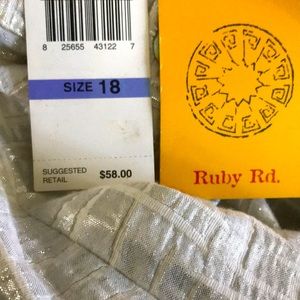 8 25655 43122 7
SIZE 18
SUGGESTED
RETAIL $58.00
Ruby Rd.